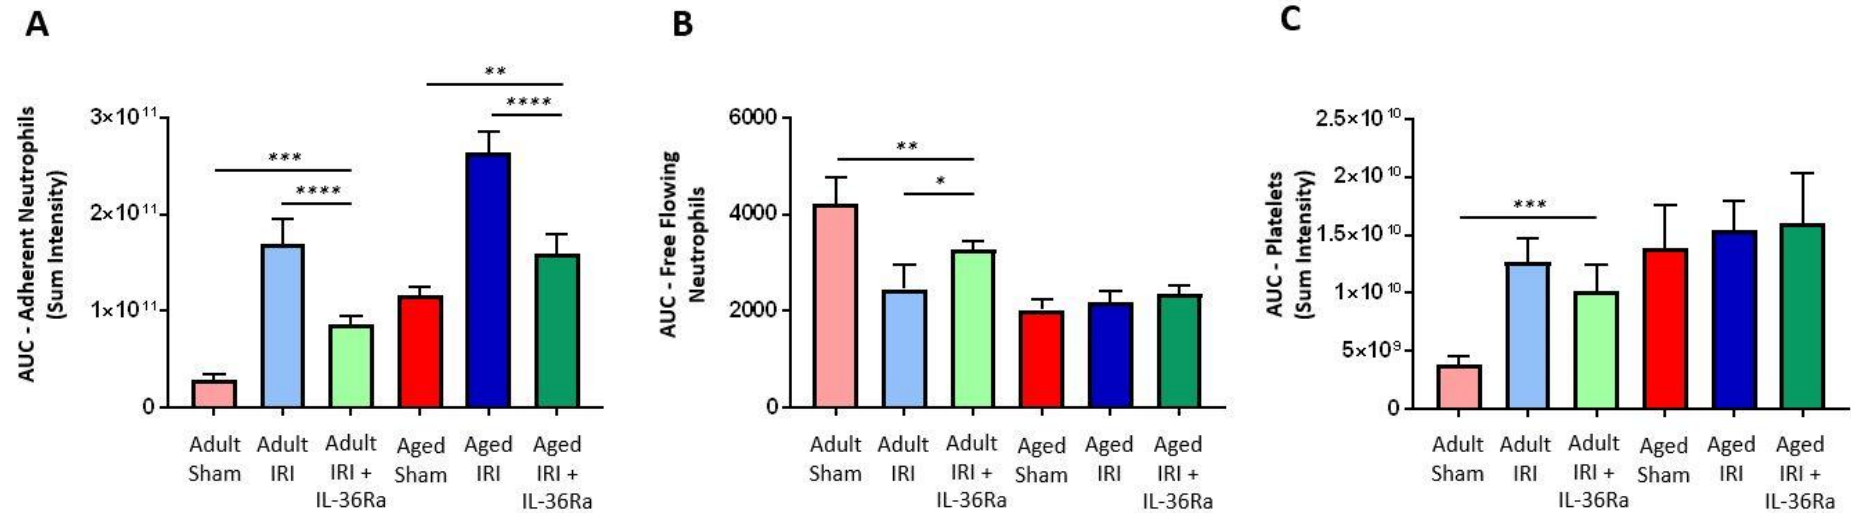 A
AUC - Adherent Neutrophils
(Sum Intensity)
3×10¹¹
2×10¹¹
1×10¹¹
0
***
****
**
****
Adult
Sham
Adult
IRI
Adult
IRI +
IL-36Ra
Aged
Sham
Aged
IRI
Aged
IRI +
IL-36Ra
B
AUC - Free Flowing
Neutrophils
6000
4000
2000
0
**
*
Adult
Sham
Adult
IRI
Adult
IRI +
IL-36Ra
Aged
Sham
Aged
IRI
Aged
IRI +
IL-36Ra
C
AUC - Platelets
(Sum Intensity)
2.5×10¹⁰
2×10¹⁰
1.5×10¹⁰
1×10¹⁰
5×10⁹
0
***
Adult
Sham
Adult
IRI
Adult
IRI +
IL-36Ra
Aged
Sham
Aged
IRI
Aged
IRI +
IL-36Ra